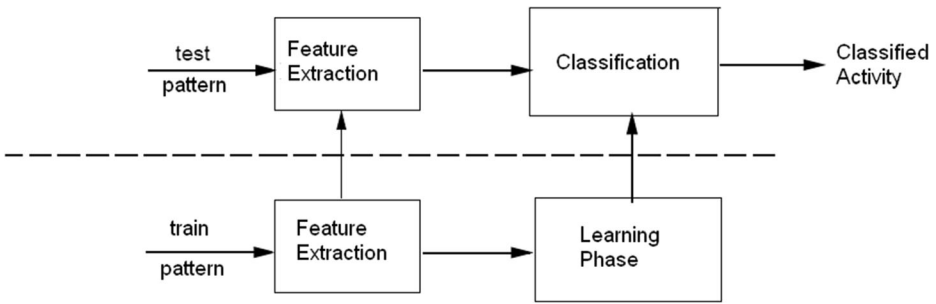 test
pattern
Feature
Extraction
Classification
Classified
Activity
train
pattern
Feature
Extraction
Learning
Phase